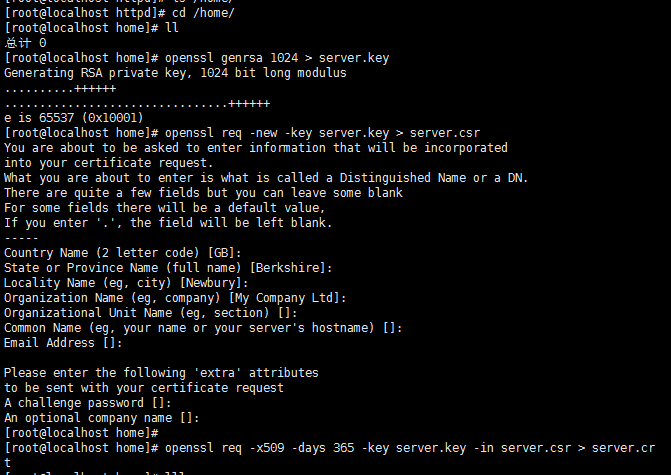 [root@localhost httpd]# ls /home/
[root@localhost httpd]# cd /home/
[root@localhost home]# ll
总计 0
[root@localhost home]# openssl genrsa 1024 > server.key
Generating RSA private key, 1024 bit long modulus
..........++++++
................................++++++
e is 65537 (0x10001)
[root@localhost home]# openssl req -new -key server.key > server.csr
You are about to be asked to enter information that will be incorporated
into your certificate request.
What you are about to enter is what is called a Distinguished Name or a DN.
There are quite a few fields but you can leave some blank
For some fields there will be a default value,
If you enter '.', the field will be left blank.
-----
Country Name (2 letter code) [GB]:
State or Province Name (full name) [Berkshire]:
Locality Name (eg, city) [Newbury]:
Organization Name (eg, company) [My Company Ltd]:
Organizational Unit Name (eg, section) []:
Common Name (eg, your name or your server's hostname) []:
Email Address []:
Please enter the following 'extra' attributes
to be sent with your certificate request
A challenge password []:
An optional company name []:
[root@localhost home]#
[root@localhost home]# openssl req -x509 -days 365 -key server.key -in server.csr > server.cr
t
[root@localhost home]#